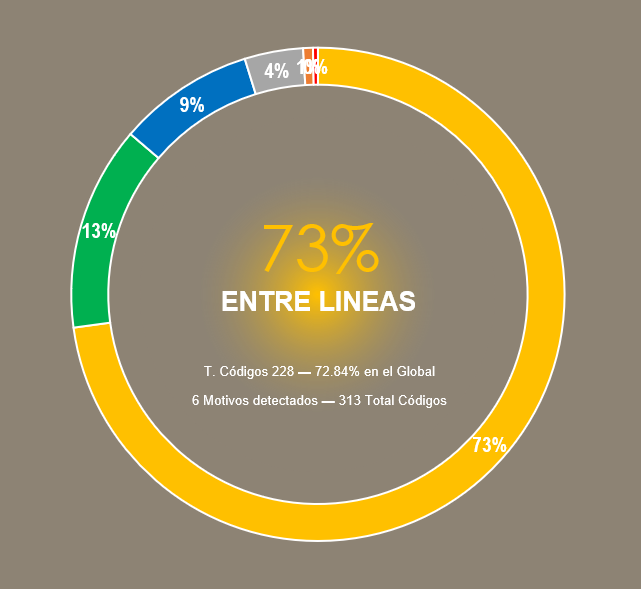 4%
9%
13%
73%
ENTRE LINEAS
T. Códigos 228 — 72.84% en el Global
6 Motivos detectados — 313 Total Códigos
73%